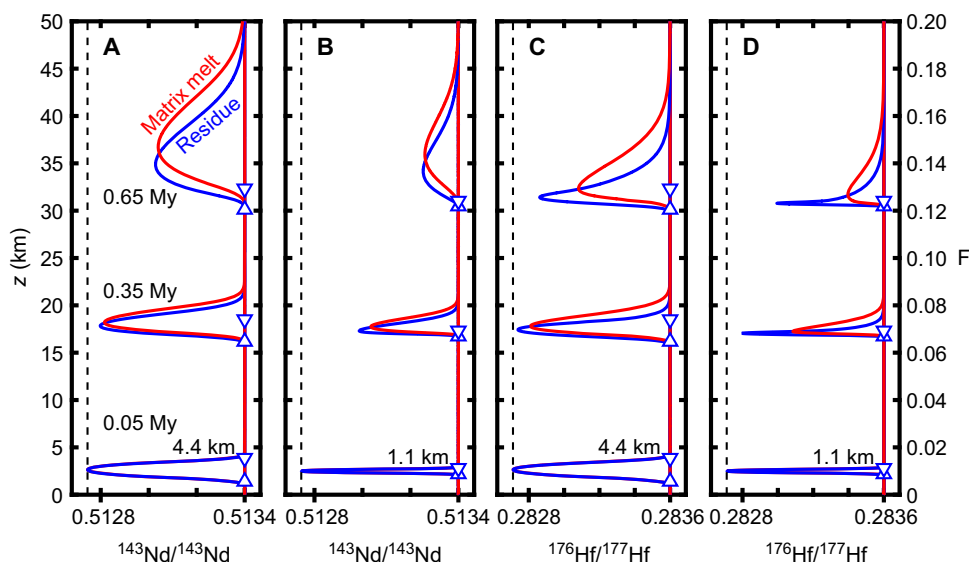 A
B
C
D
50
45
40
35
30
25
20
15
10
5
0
z (km)
0.20
0.18
0.16
0.14
0.12
0.10
0.08
0.06
0.04
0.02
0
F
Matrix melt
Residue
0.65 My
0.35 My
0.05 My
4.4 km
1.1 km
4.4 km
1.1 km
0.5128 0.5134
0.5128 0.5134
0.2828 0.2836
0.2828 0.2836
¹⁴³Nd/¹⁴³Nd
¹⁴³Nd/¹⁴³Nd
¹⁷⁶Hf/¹⁷⁷Hf
¹⁷⁶Hf/¹⁷⁷Hf